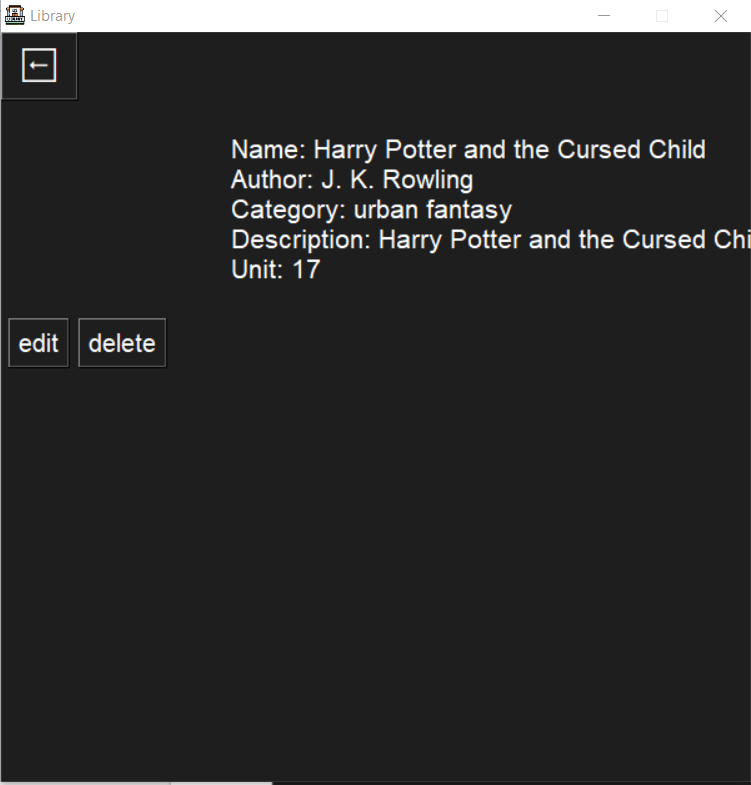 Library
←
Name: Harry Potter and the Cursed Child
Author: J. K. Rowling
Category: urban fantasy
Description: Harry Potter and the Cursed Chi
Unit: 17
edit delete